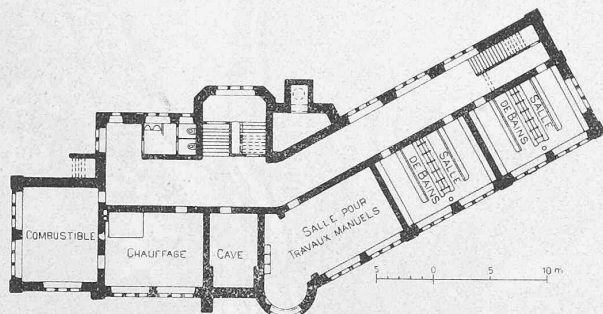 COMBUSTIBLE
CHAUFFAGE
CAVE
SALLE POUR
TRAVAUX MANUELS
SALLE
DE BAINS
SALLE
DE BAINS
5 0 5 10 m.